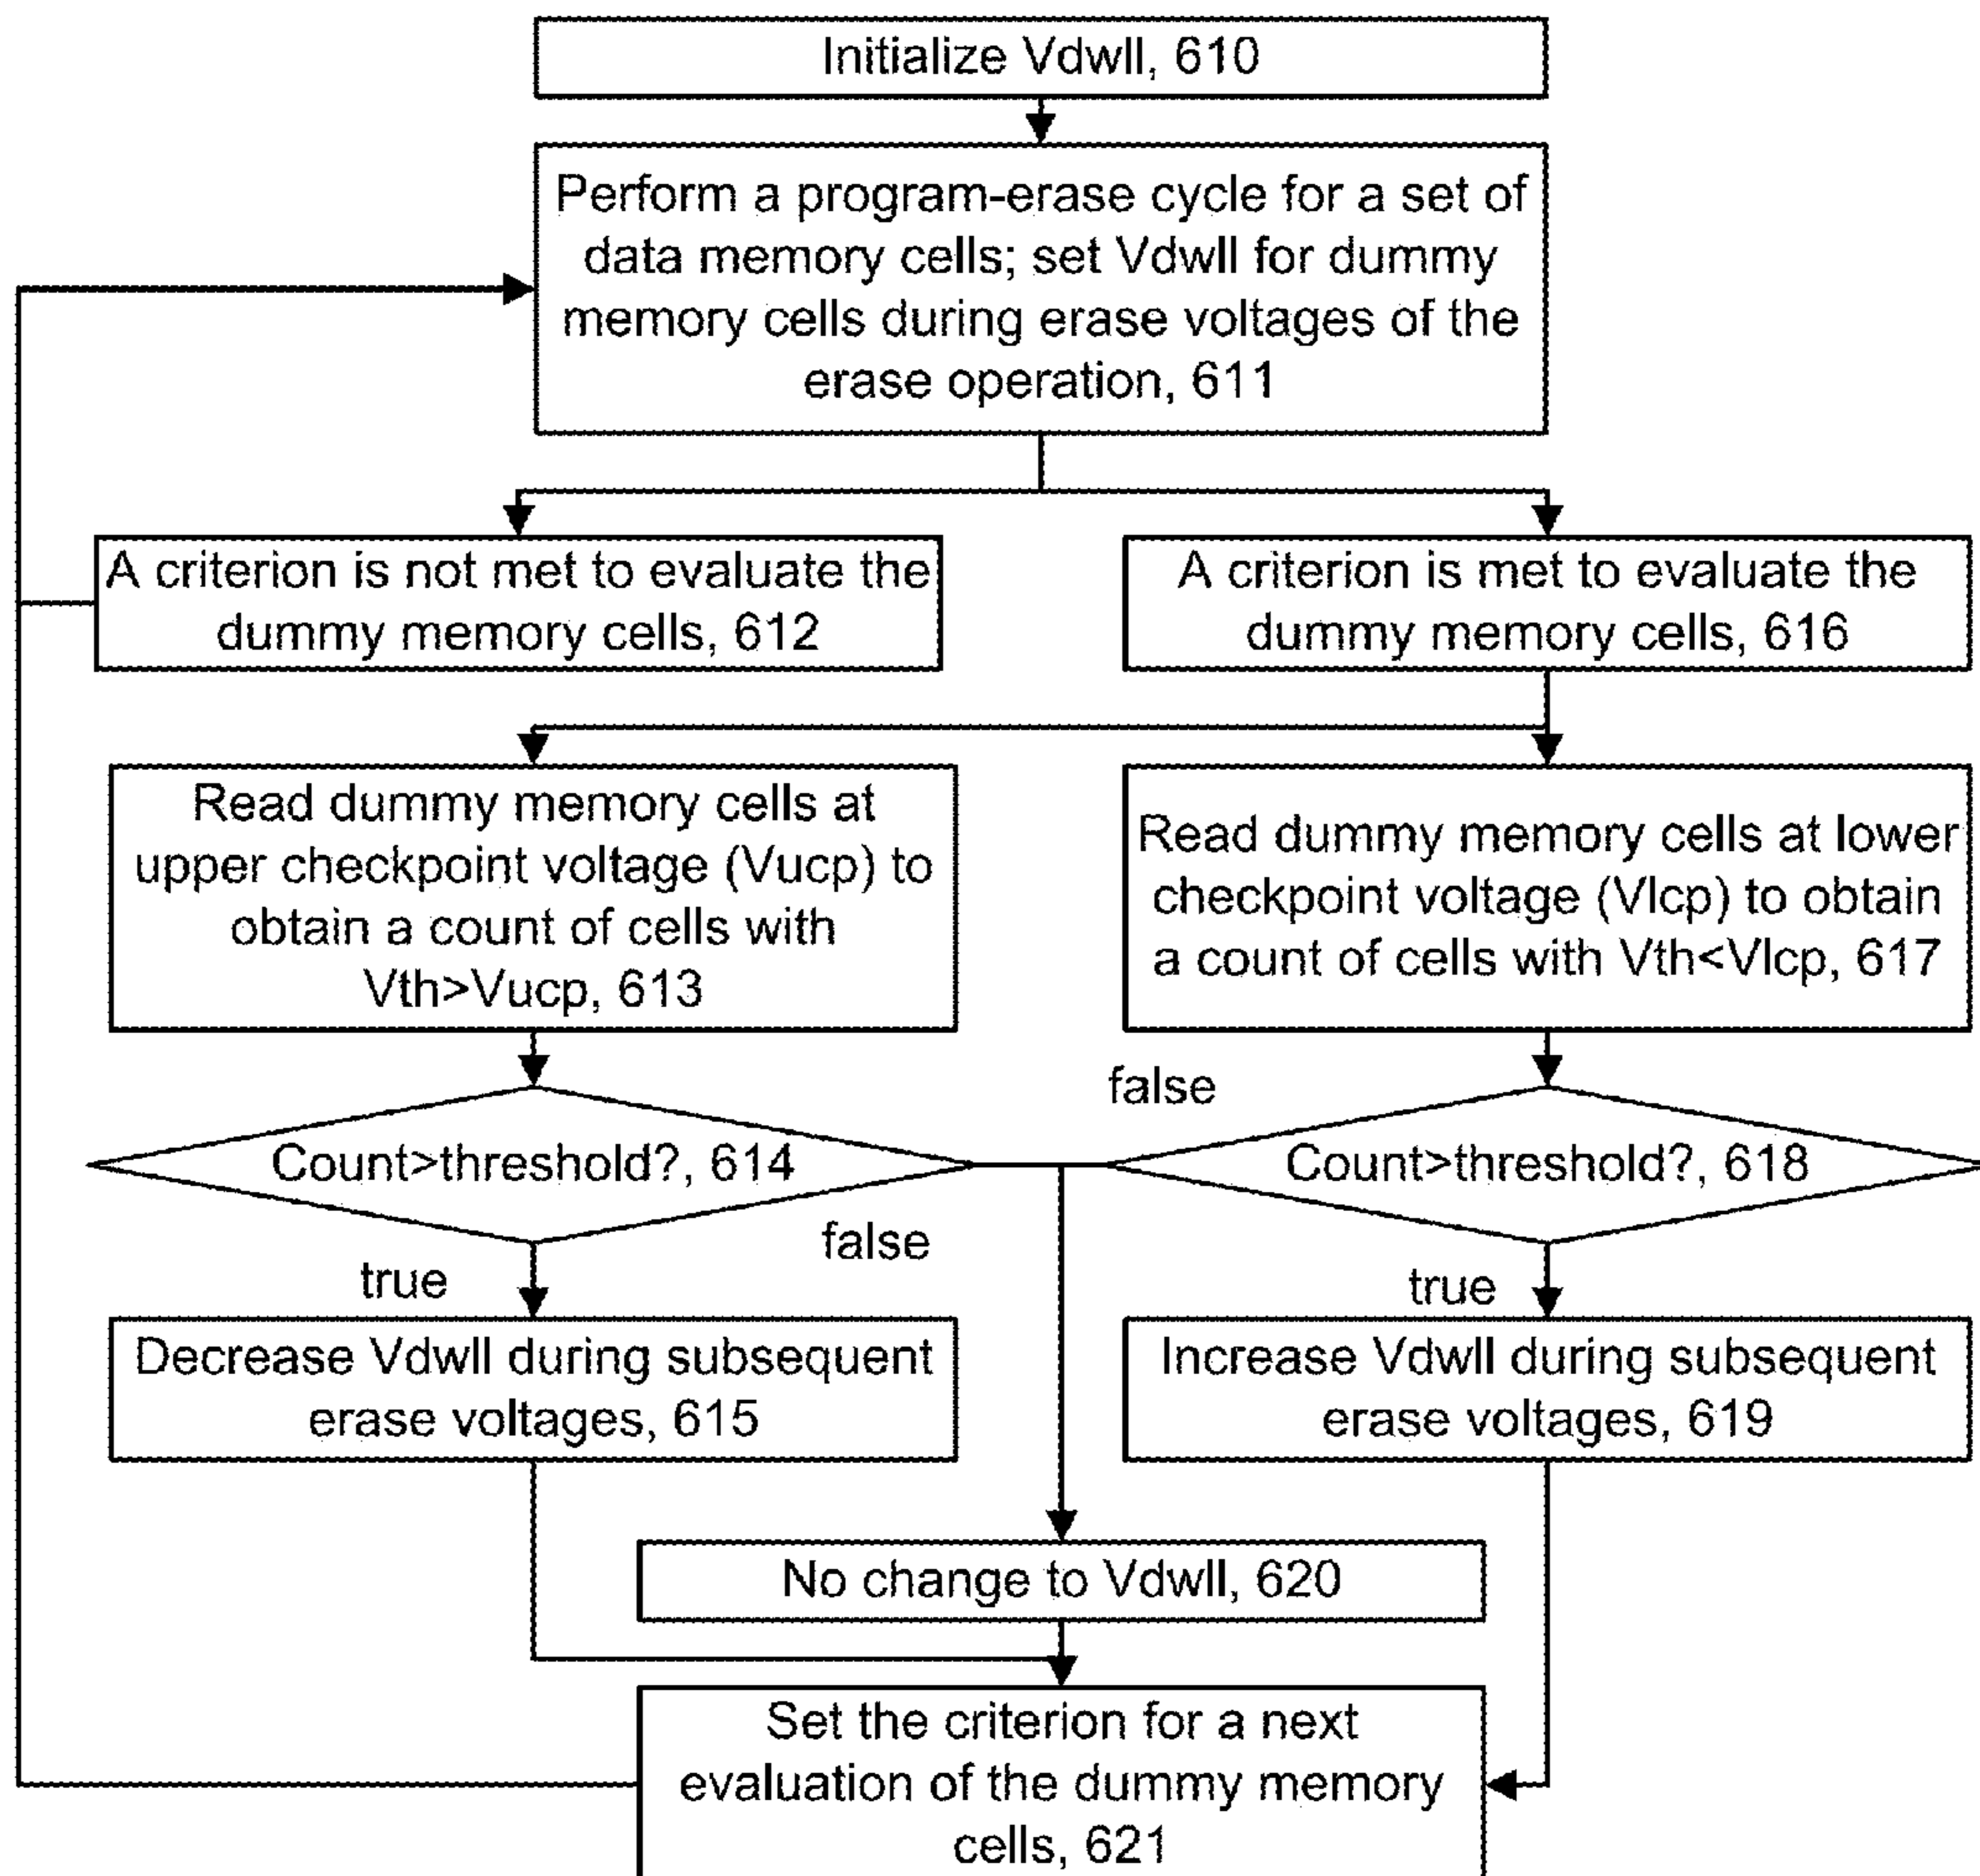 Initialize Vdwll, 610
Perform a program-erase cycle for a set of
data memory cells; set Vdwll for dummy
memory cells during erase voltages of the
erase operation, 611
A criterion is not met to evaluate the
dummy memory cells, 612
A criterion is met to evaluate the
dummy memory cells, 616
Read dummy memory cells at
upper checkpoint voltage (Vucp) to
obtain a count of cells with
Vth>Vucp, 613
Read dummy memory cells at lower
checkpoint voltage (Vlcp) to obtain
a count of cells with Vth<Vlcp, 617
Count>threshold?, 614
false
true
false
Count>threshold?, 618
true
Decrease Vdwll during subsequent
erase voltages, 615
Increase Vdwll during subsequent
erase voltages, 619
No change to Vdwll, 620
Set the criterion for a next
evaluation of the dummy memory
cells, 621